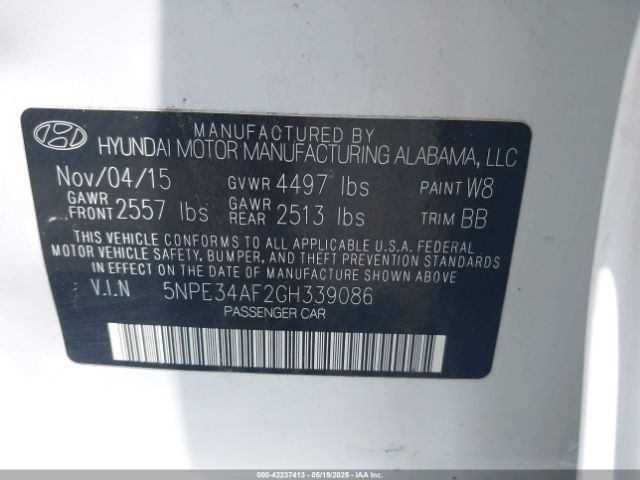 MANUFACTURED BY
HYUNDAI MOTOR MANUFACTURING ALABAMA, LLC
Nov/04/15 GVWR 4497 lbs PAINT W8
GAWR FRONT 2557 lbs GAWR REAR 2513 lbs TRIM BB
THIS VEHICLE CONFORMS TO ALL APPLICABLE U.S.A. FEDERAL
MOTOR VEHICLE SAFETY, BUMPER, AND THEFT PREVENTION STANDARDS
IN EFFECT ON THE DATE OF MANUFACTURE SHOWN ABOVE.
V.I.N 5NPE34AF2GH339086
PASSENGER CAR
000-42237413 - 05/19/2025 - IAAI.COM